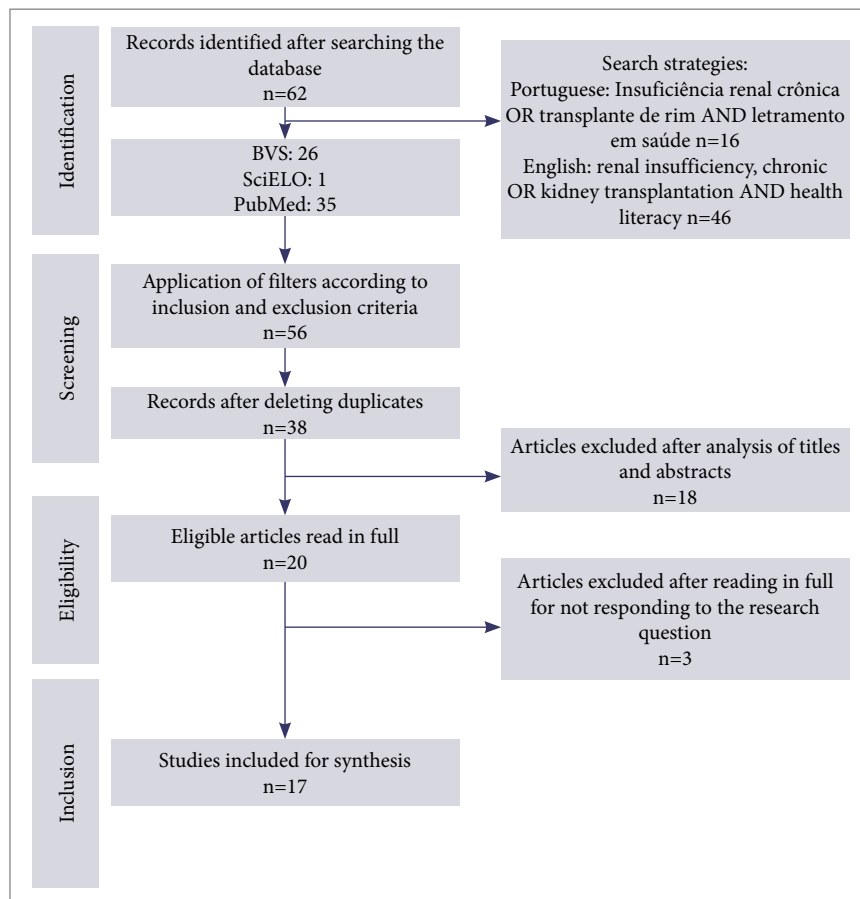 Identification
Records identified after searching the
database
n=62
Search strategies:
Portuguese: Insuficiência renal crônica
OR transplante de rim AND letramento
em saúde n=16
English: renal insufficiency, chronic
OR kidney transplantation AND health
literacy n=46
BVS: 26
SciELO: 1
PubMed: 35
Screening
Application of filters according to
inclusion and exclusion criteria
n=56
Records after deleting duplicates
n=38
Articles excluded after analysis of titles
and abstracts
n=18
Eligibility
Eligible articles read in full
n=20
Articles excluded after reading in full
for not responding to the research
question
n=3
Inclusion
Studies included for synthesis
n=17